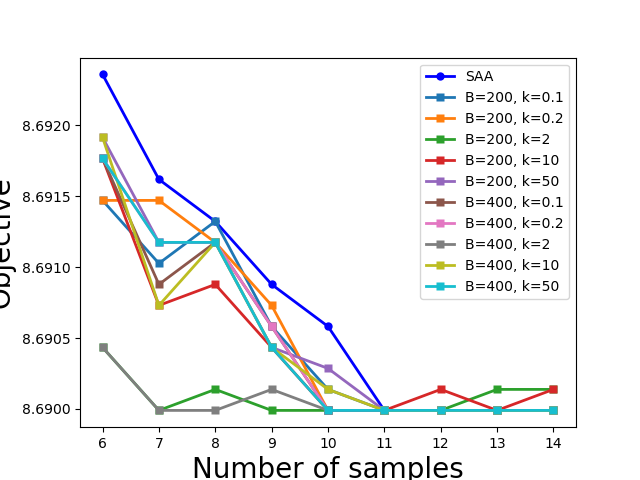 SAA
B=200, k=0.1
B=200, k=0.2
B=200, k=2
B=200, k=10
B=200, k=50
B=400, k=0.1
B=400, k=0.2
B=400, k=2
B=400, k=10
B=400, k=50
8.6920
8.6915
8.6910
8.6905
8.6900
Objective
6 7 8 9 10 11 12 13 14
Number of samples